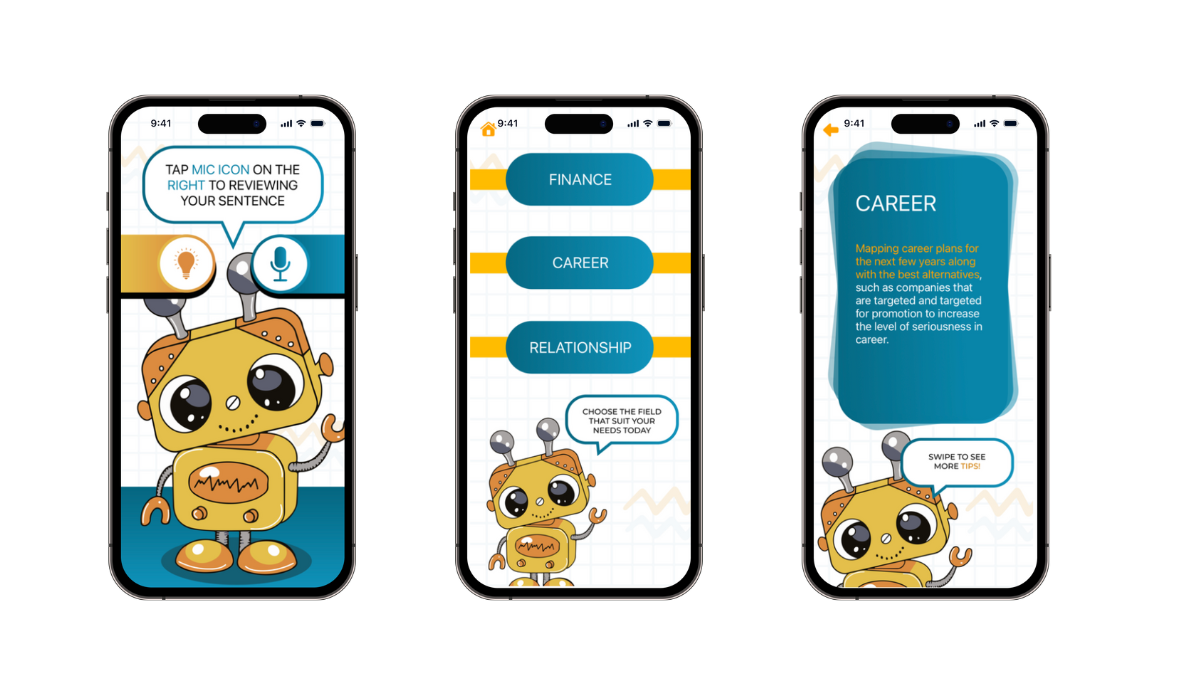 9:41
TAP MIC ICON ON THE
RIGHT TO REVIEWING
YOUR SENTENCE
9:41
FINANCE
CAREER
RELATIONSHIP
CHOOSE THE FIELD
THAT SUIT YOUR
NEEDS TODAY
9:41
CAREER
Mapping career plans for
the next few years along
with the best alternatives,
such as companies that
are targeted and targeted
for promotion to increase
the level of seriousness in
career.
SWIPE TO SEE
MORE TIPS!